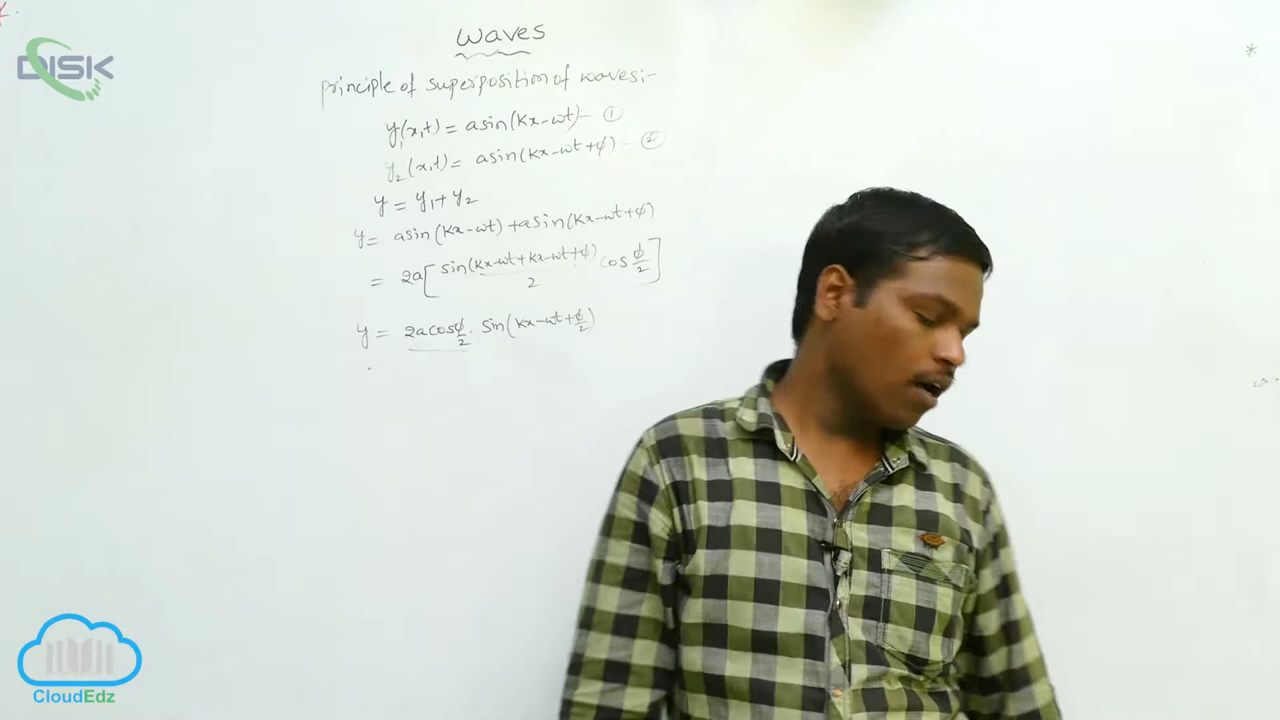 DISK
waves
principle of superposition of waves:-
y₁(x,t) = asin(kx-ωt) - ①
y₂(x,t) = asin(kx-ωt+φ) - ②
y = y₁+y₂
y = asin(kx-ωt) + asin(kx-ωt+φ)
= 2a[sin(kx-ωt+kx-ωt+φ)/2 cos φ/2]
y = 2acosφ/2 . sin(kx-ωt+φ/2)
CloudEdz